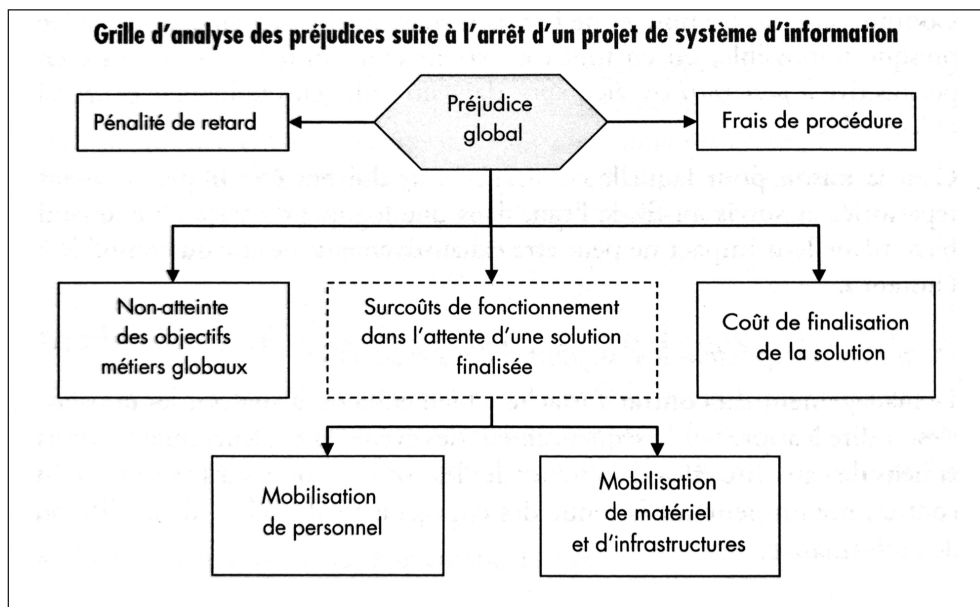 Grille d'analyse des préjudices suite à l'arrêt d'un projet de système d'information
Pénalité de retard
Préjudice
global
Frais de procédure
Non-atteinte
des objectifs
métiers globaux
Surcoûts de fonctionnement
dans l'attente d'une solution
finalisée
Coût de finalisation
de la solution
Mobilisation
de personnel
Mobilisation
de matériel
et d'infrastructures